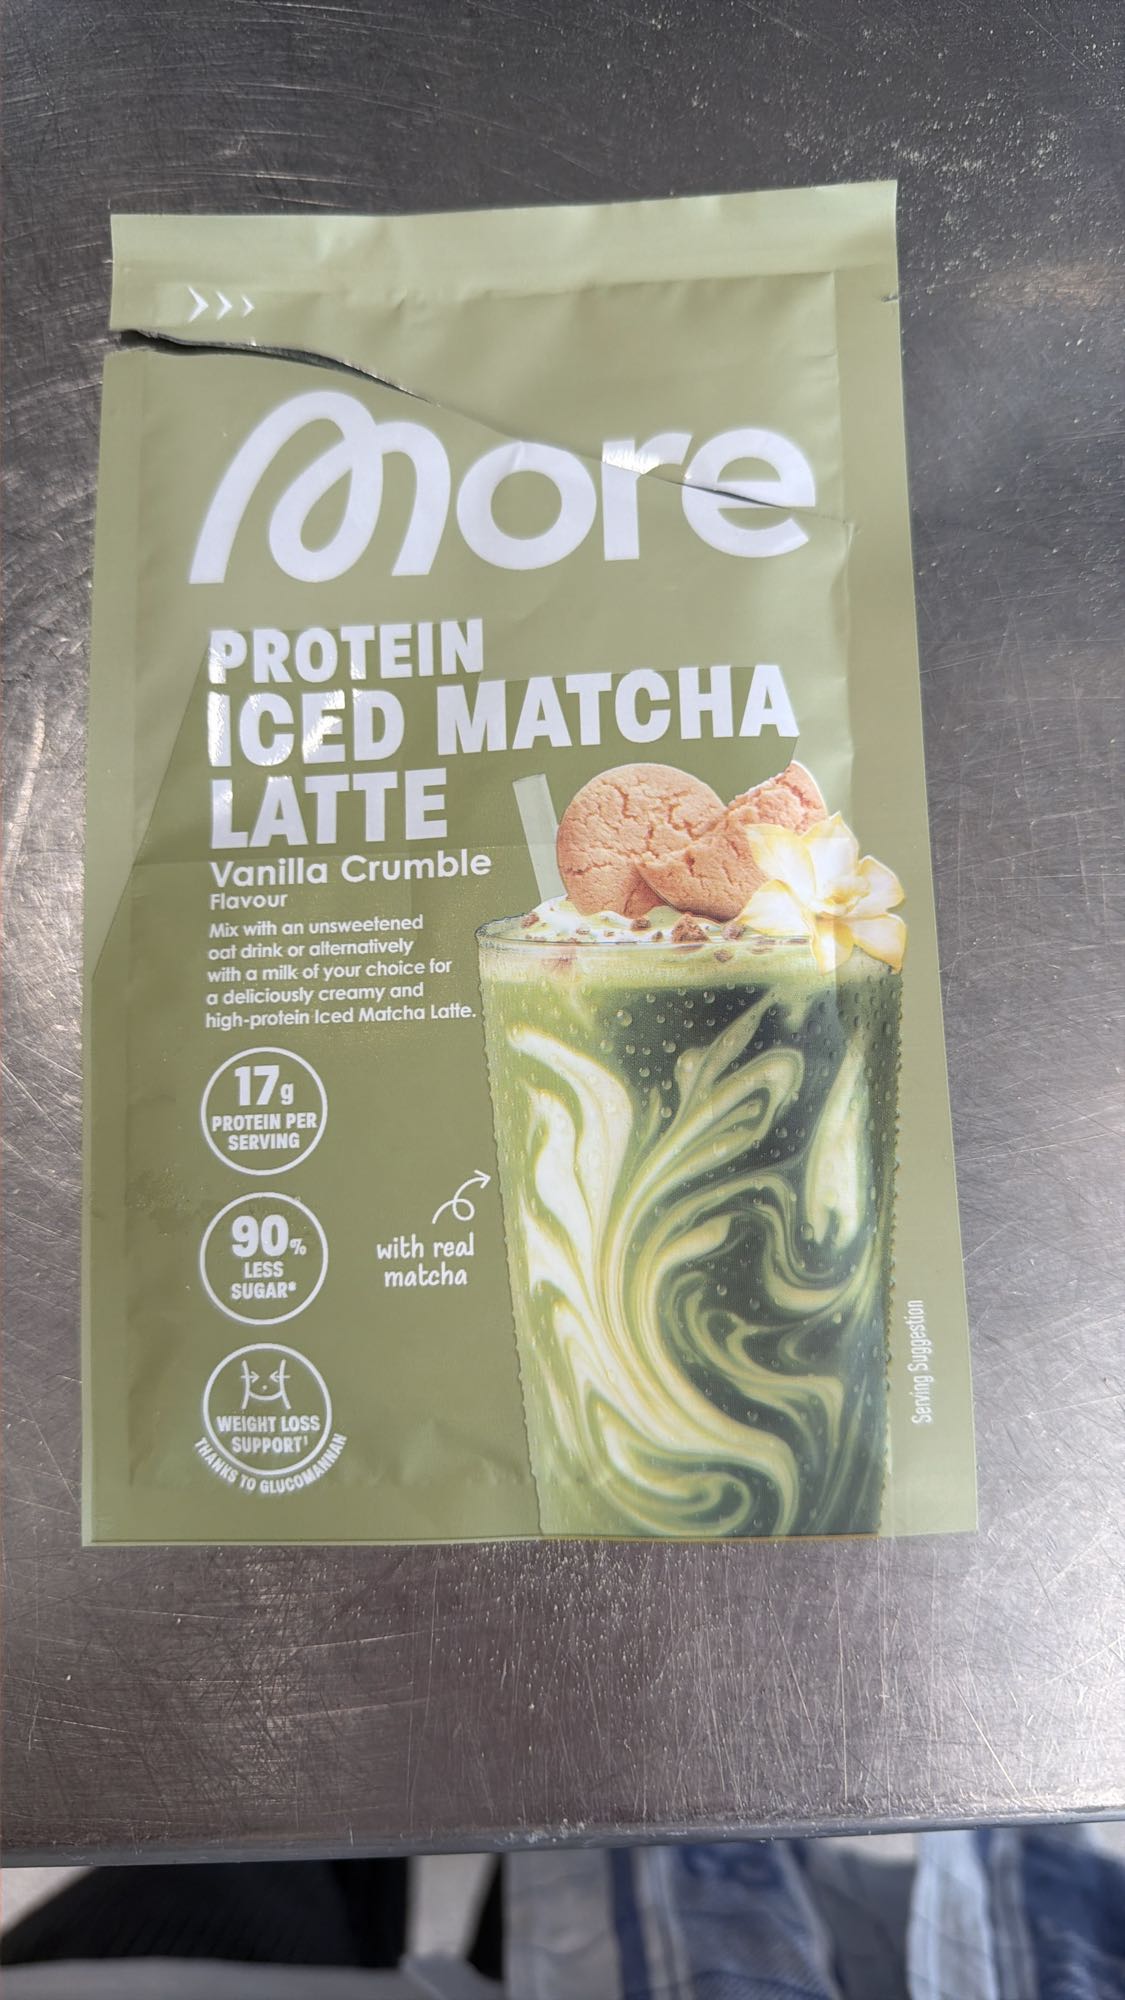 >>>
More
PROTEIN
ICED MATCHA
LATTE
Vanilla Crumble
Flavour
Mix with an unsweetened
oat drink or alternatively
with a milk of your choice for
a deliciously creamy and
high-protein Iced Matcha Latte.
17g
PROTEIN PER
SERVING
90%
LESS
SUGAR*
with real
matcha
WEIGHT LOSS
SUPPORT¹
THANKS TO GLUCOMANNAN
Serving Suggestion